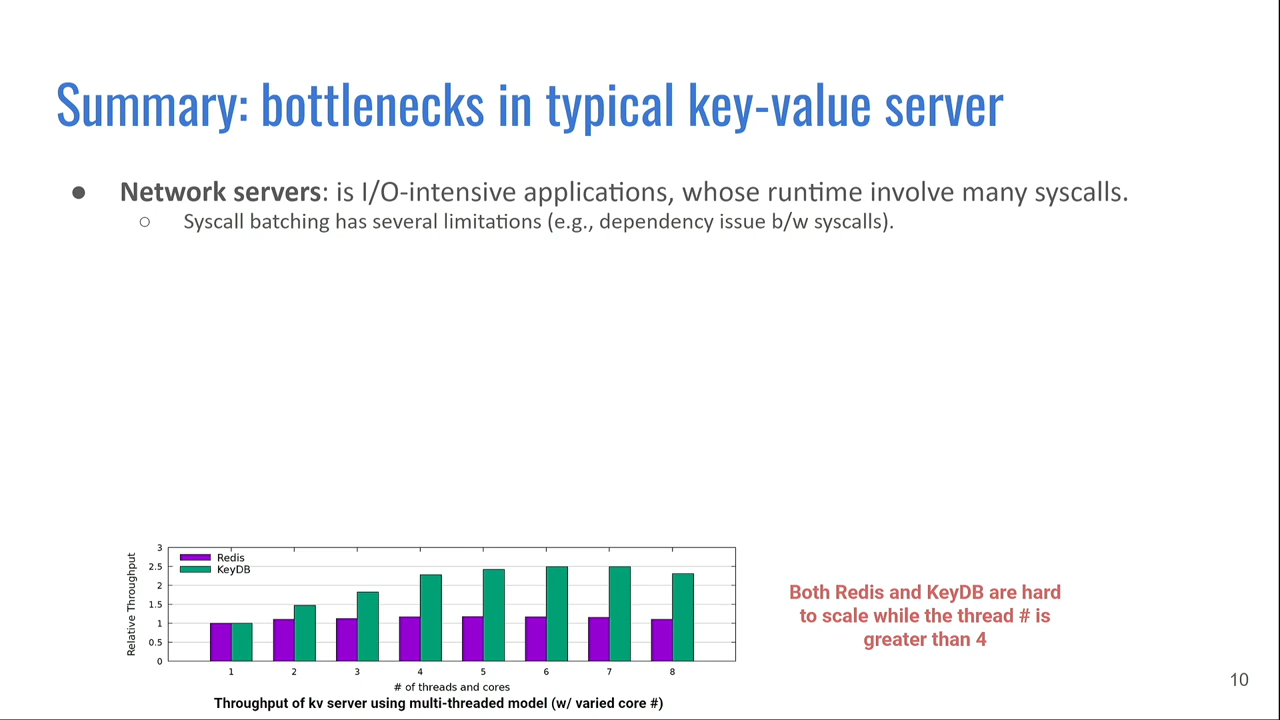 Summary: bottlenecks in typical key-value server
● Network servers: is I/O-intensive applications, whose runtime involve many syscalls.
○ Syscall batching has several limitations (e.g., dependency issue b/w syscalls).
Relative Throughput
3
2.5
2
1.5
1
0.5
0
Redis
KeyDB
1 2 3 4 5 6 7 8
# of threads and cores
Throughput of kv server using multi-threaded model (w/ varied core #)
Both Redis and KeyDB are hard
to scale while the thread # is
greater than 4
10